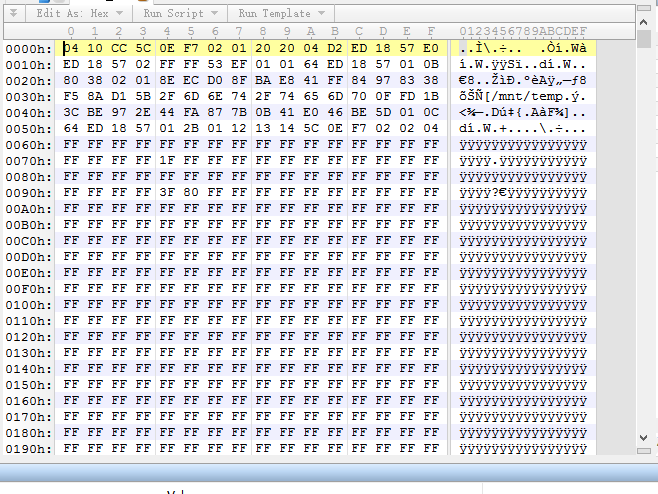 Edit As: Hex Run Script Run Template
0 1 2 3 4 5 6 7 8 9 A B C D E F 0123456789ABCDEF
0000h: 04 10 CC 5C 0E F7 02 01 20 20 04 D2 ED 18 57 E0 ..Ì\.÷..  .Òí.Wà
0010h: ED 18 57 02 FF FF 53 EF 01 01 64 ED 18 57 01 0B í.W.ÿÿSï..dí.W..
0020h: 80 38 02 01 8E EC D0 8F BA E8 41 FF 84 97 83 38 €8..ŽìÐ.ºèAÿ„—ƒ8
0030h: F5 8A D1 5B 2F 6D 6E 74 2F 74 65 6D 70 0F FD 1B õŠÑ[/mnt/temp.ý.
0040h: 3C BE 97 2E 44 FA 87 7B 0B 41 E0 46 BE 5D 01 0C <¾—.Dú‡{.AàF¾]..
0050h: 64 ED 18 57 01 2B 01 12 13 14 5C 0E F7 02 02 04 dí.W.+....\.÷...
0060h: FF FF FF FF FF FF FF FF FF FF FF FF FF FF FF FF ÿÿÿÿÿÿÿÿÿÿÿÿÿÿÿÿ
0070h: FF FF FF FF 1F FF FF FF FF FF FF FF FF FF FF FF ÿÿÿÿ.ÿÿÿÿÿÿÿÿÿÿÿ
0080h: FF FF FF FF FF FF FF FF FF FF FF FF FF FF FF FF ÿÿÿÿÿÿÿÿÿÿÿÿÿÿÿÿ
0090h: FF FF FF FF 3F 80 FF FF FF FF FF FF FF FF FF FF ÿÿÿÿ?€ÿÿÿÿÿÿÿÿÿÿ
00A0h: FF FF FF FF FF FF FF FF FF FF FF FF FF FF FF FF ÿÿÿÿÿÿÿÿÿÿÿÿÿÿÿÿ
00B0h: FF FF FF FF FF FF FF FF FF FF FF FF FF FF FF FF ÿÿÿÿÿÿÿÿÿÿÿÿÿÿÿÿ
00C0h: FF FF FF FF FF FF FF FF FF FF FF FF FF FF FF FF ÿÿÿÿÿÿÿÿÿÿÿÿÿÿÿÿ
00D0h: FF FF FF FF FF FF FF FF FF FF FF FF FF FF FF FF ÿÿÿÿÿÿÿÿÿÿÿÿÿÿÿÿ
00E0h: FF FF FF FF FF FF FF FF FF FF FF FF FF FF FF FF ÿÿÿÿÿÿÿÿÿÿÿÿÿÿÿÿ
00F0h: FF FF FF FF FF FF FF FF FF FF FF FF FF FF FF FF ÿÿÿÿÿÿÿÿÿÿÿÿÿÿÿÿ
0100h: FF FF FF FF FF FF FF FF FF FF FF FF FF FF FF FF ÿÿÿÿÿÿÿÿÿÿÿÿÿÿÿÿ
0110h: FF FF FF FF FF FF FF FF FF FF FF FF FF FF FF FF ÿÿÿÿÿÿÿÿÿÿÿÿÿÿÿÿ
0120h: FF FF FF FF FF FF FF FF FF FF FF FF FF FF FF FF ÿÿÿÿÿÿÿÿÿÿÿÿÿÿÿÿ
0130h: FF FF FF FF FF FF FF FF FF FF FF FF FF FF FF FF ÿÿÿÿÿÿÿÿÿÿÿÿÿÿÿÿ
0140h: FF FF FF FF FF FF FF FF FF FF FF FF FF FF FF FF ÿÿÿÿÿÿÿÿÿÿÿÿÿÿÿÿ
0150h: FF FF FF FF FF FF FF FF FF FF FF FF FF FF FF FF ÿÿÿÿÿÿÿÿÿÿÿÿÿÿÿÿ
0160h: FF FF FF FF FF FF FF FF FF FF FF FF FF FF FF FF ÿÿÿÿÿÿÿÿÿÿÿÿÿÿÿÿ
0170h: FF FF FF FF FF FF FF FF FF FF FF FF FF FF FF FF ÿÿÿÿÿÿÿÿÿÿÿÿÿÿÿÿ
0180h: FF FF FF FF FF FF FF FF FF FF FF FF FF FF FF FF ÿÿÿÿÿÿÿÿÿÿÿÿÿÿÿÿ
0190h: FF FF FF FF FF FF FF FF FF FF FF FF FF FF FF FF ÿÿÿÿÿÿÿÿÿÿÿÿÿÿÿÿ